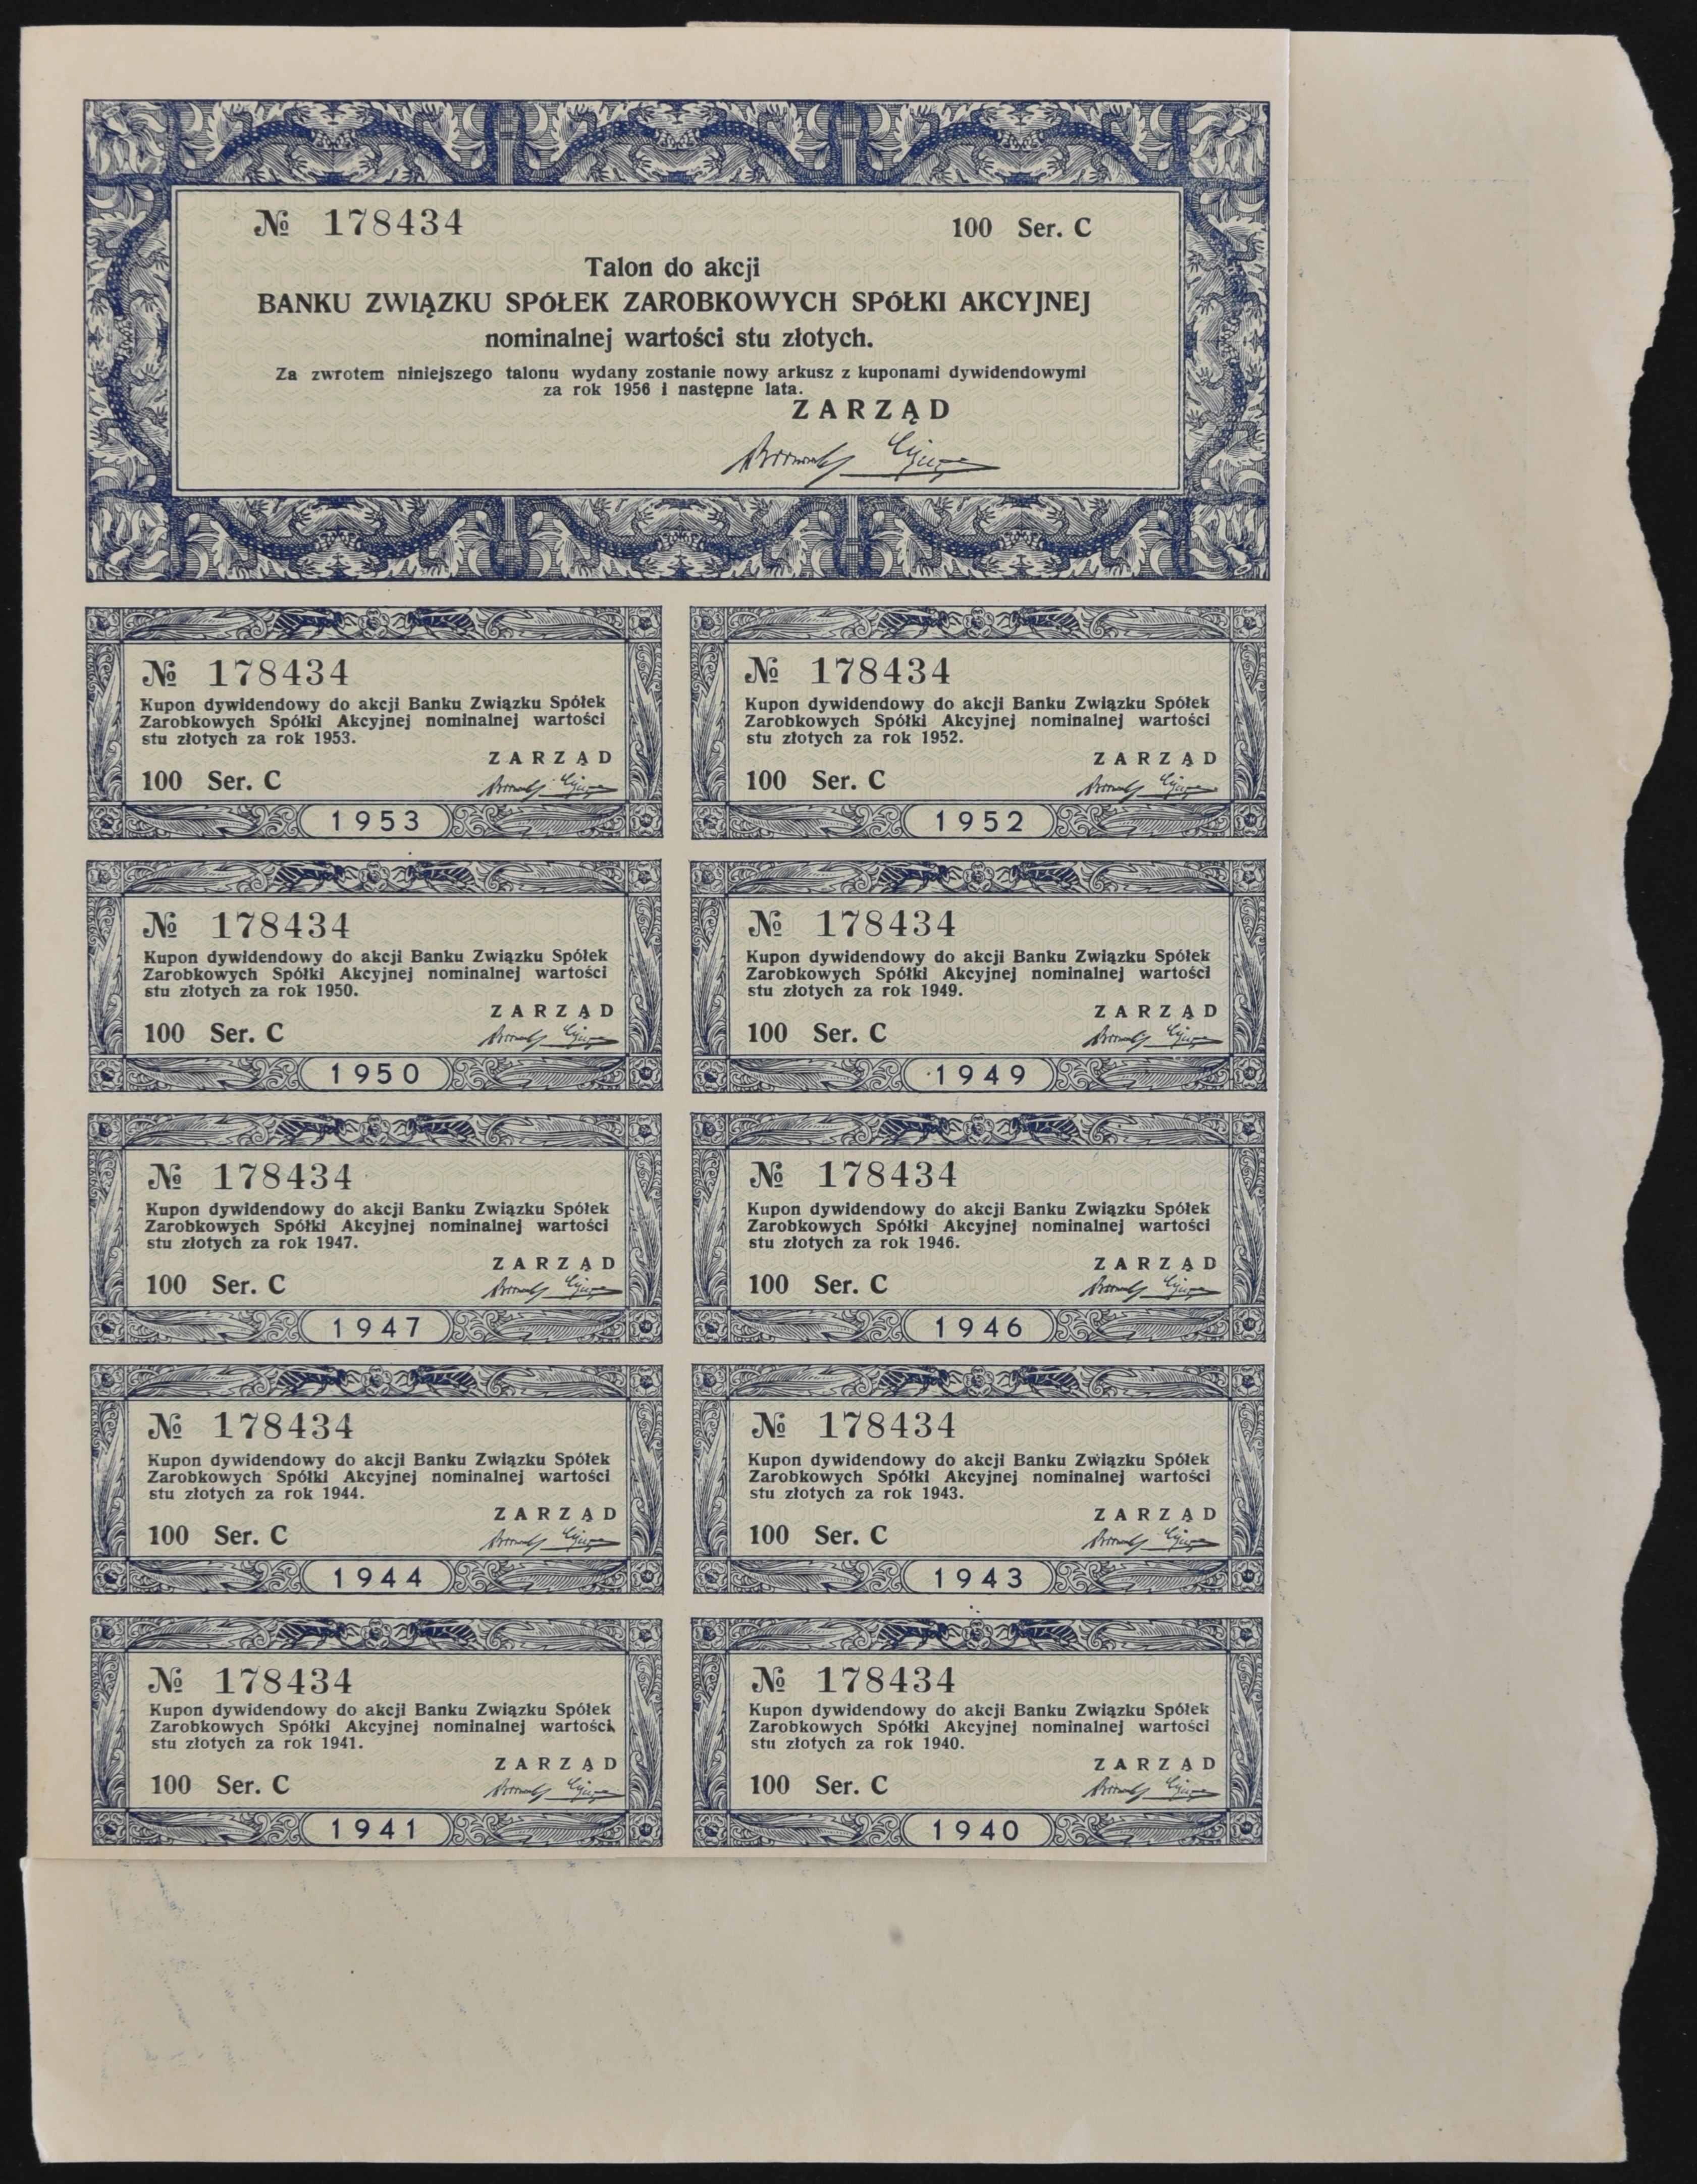 № 178434
100 Ser. C
Talon do akcji
BANKU ZWIĄZKU SPÓŁEK ZAROBKOWYCH SPÓŁKI AKCYJNEJ
nominalnej wartości stu złotych.
Za zwrotem niniejszego talonu wydany zostanie nowy arkusz z kuponami dywidendowymi
za rok 1956 i następne lata.
ZARZĄD
№ 178434
Kupon dywidendowy do akcji Banku Związku Spółek
Zarobkowych Spółki Akcyjnej nominalnej wartości
stu złotych za rok 1953.
ZARZĄD
100 Ser. C
1953
№ 178434
Kupon dywidendowy do akcji Banku Związku Spółek
Zarobkowych Spółki Akcyjnej nominalnej wartości
stu złotych za rok 1952.
ZARZĄD
100 Ser. C
1952
№ 178434
Kupon dywidendowy do akcji Banku Związku Spółek
Zarobkowych Spółki Akcyjnej nominalnej wartości
stu złotych za rok 1950.
ZARZĄD
100 Ser. C
1950
№ 178434
Kupon dywidendowy do akcji Banku Związku Spółek
Zarobkowych Spółki Akcyjnej nominalnej wartości
stu złotych za rok 1949.
ZARZĄD
100 Ser. C
1949
№ 178434
Kupon dywidendowy do akcji Banku Związku Spółek
Zarobkowych Spółki Akcyjnej nominalnej wartości
stu złotych za rok 1947.
ZARZĄD
100 Ser. C
1947
№ 178434
Kupon dywidendowy do akcji Banku Związku Spółek
Zarobkowych Spółki Akcyjnej nominalnej wartości
stu złotych za rok 1946.
ZARZĄD
100 Ser. C
1946
№ 178434
Kupon dywidendowy do akcji Banku Związku Spółek
Zarobkowych Spółki Akcyjnej nominalnej wartości
stu złotych za rok 1944.
ZARZĄD
100 Ser. C
1944
№ 178434
Kupon dywidendowy do akcji Banku Związku Spółek
Zarobkowych Spółki Akcyjnej nominalnej wartości
stu złotych za rok 1943.
ZARZĄD
100 Ser. C
1943
№ 178434
Kupon dywidendowy do akcji Banku Związku Spółek
Zarobkowych Spółki Akcyjnej nominalnej wartości
stu złotych za rok 1941.
ZARZĄD
100 Ser. C
1941
№ 178434
Kupon dywidendowy do akcji Banku Związku Spółek
Zarobkowych Spółki Akcyjnej nominalnej wartości
stu złotych za rok 1940.
ZARZĄD
100 Ser. C
1940